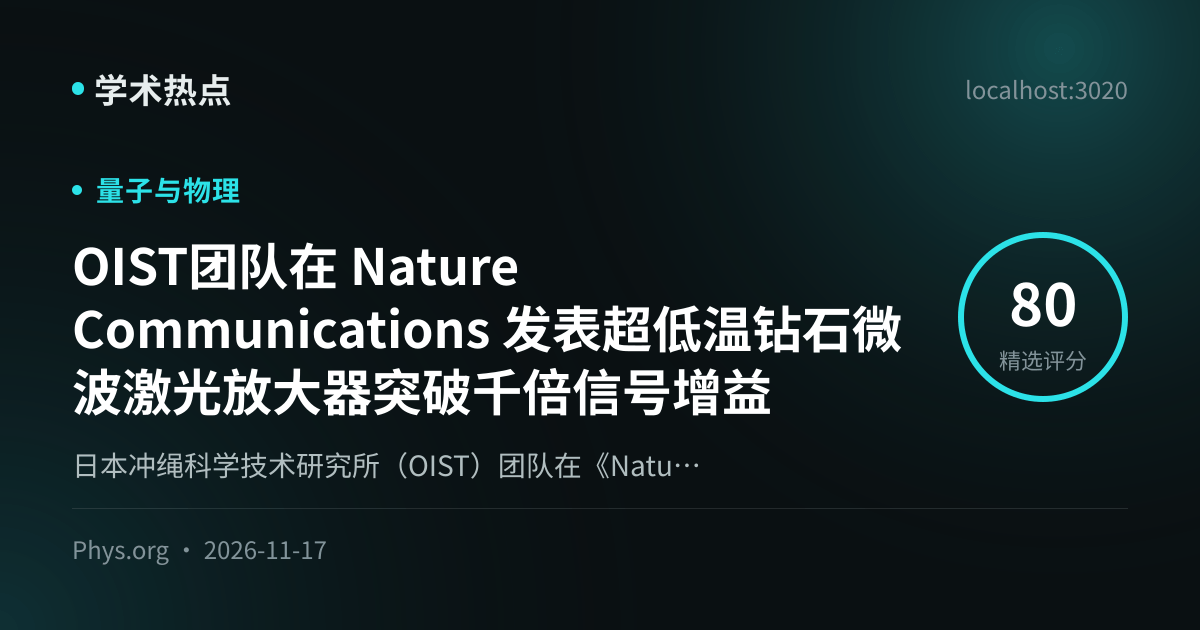 学术热点
localhost:3020
量子与物理
OIST团队在 Nature
Communications 发表超低温钻石微
波激光放大器突破千倍信号增益
80
精选评分
日本冲绳科学技术研究所（OIST）团队在《Natu…
Phys.org · 2026-11-17